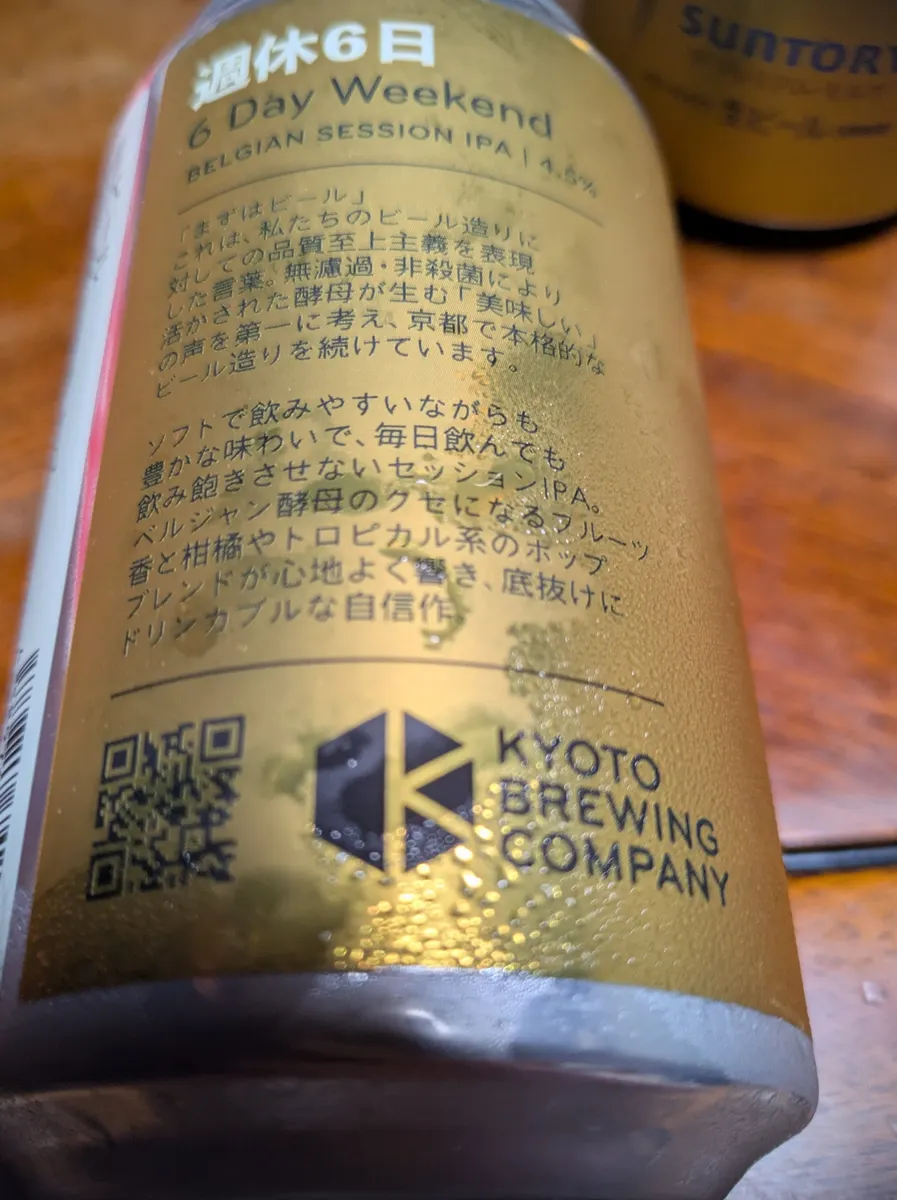 週休6日
6 Day Weekend
BELGIAN SESSION IPA | 4.5%
「まずはビール」
これは、私たちのビール造りに
対しての品質至上主義を表現
した言葉。無濾過・非殺菌により
活かされた酵母が生む「美味しい」
の声を第一に考え、京都で本格的な
ビール造りを続けています。
ソフトで飲みやすいながらも
豊かな味わいで、毎日飲んでも
飲み飽きさせないセッションIPA。
ベルジャン酵母のクセになるフルーツ
香と柑橘やトロピカル系のホップ
ブレンドが心地よく響き、底抜けに
ドリンカブルな自信作。
KYOTO
BREWING
COMPANY
SUNTORY
生ビール